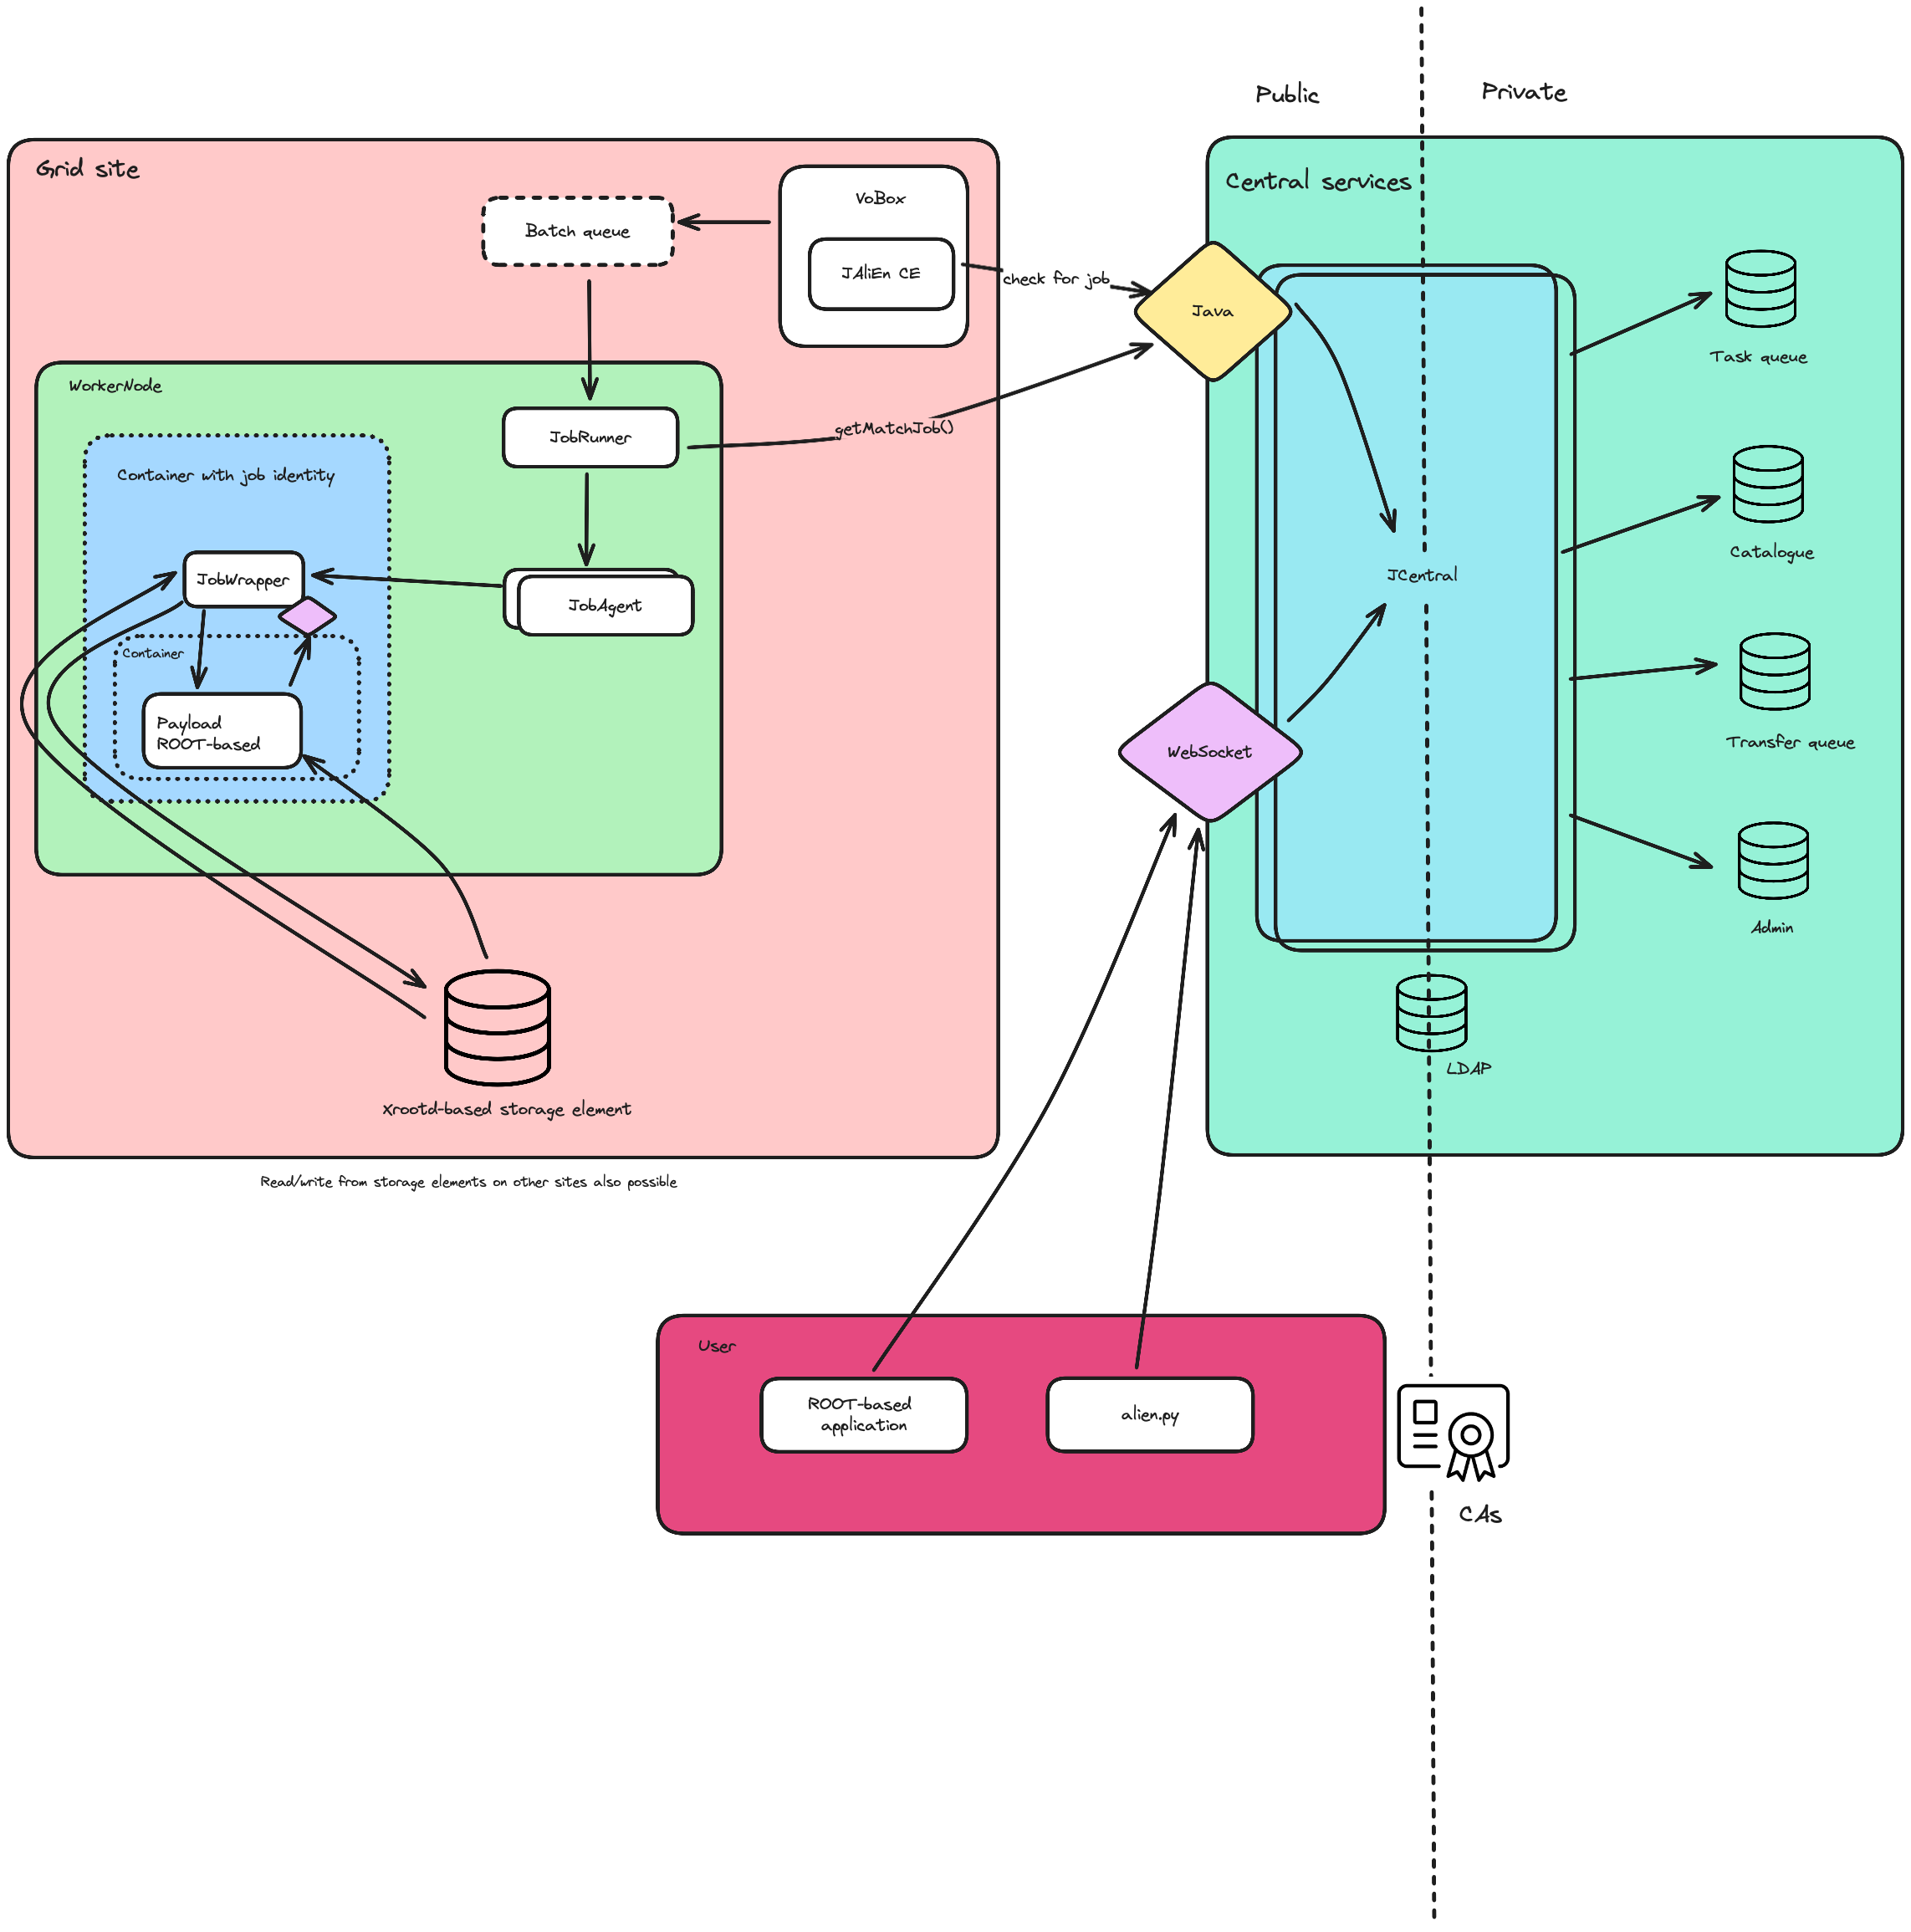 Public
Private
Grid site
Batch queue
VoBox
JAliEn CE
check for job
WorkerNode
JobRunner
getMatchJob()
Container with job identity
JobWrapper
JobAgent
Container
Payload
ROOT-based
Xrootd-based storage element
Read/write from storage elements on other sites also possible
Central services
Java
JCentral
WebSocket
Task queue
Catalogue
Transfer queue
Admin
LDAP
User
ROOT-based
application
alien.py
CAs